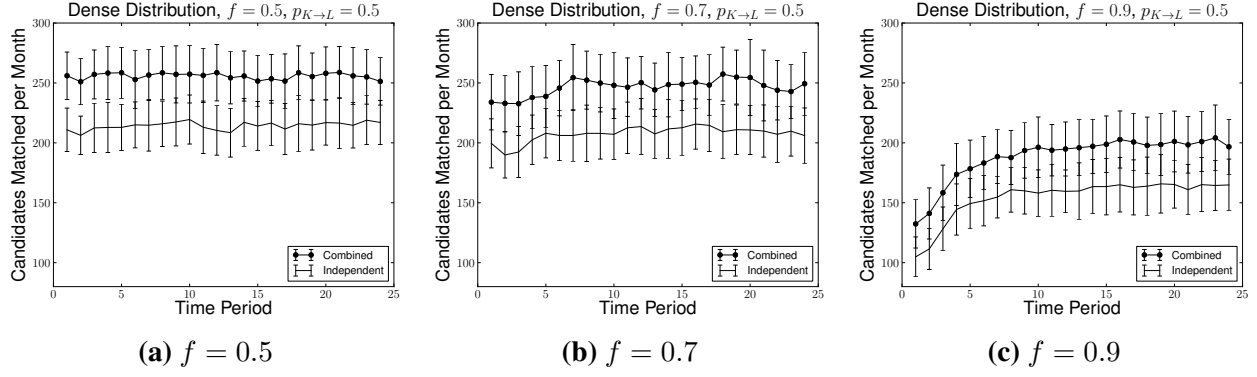 Dense Distribution, f = 0.5, p_{K→L} = 0.5
Candidates Matched per Month
300
250
200
150
100
0 5 10 15 20 25
Time Period
Combined
Independent
(a) f = 0.5
Dense Distribution, f = 0.7, p_{K→L} = 0.5
Candidates Matched per Month
300
250
200
150
100
0 5 10 15 20 25
Time Period
Combined
Independent
(b) f = 0.7
Dense Distribution, f = 0.9, p_{K→L} = 0.5
Candidates Matched per Month
300
250
200
150
100
0 5 10 15 20 25
Time Period
Combined
Independent
(c) f = 0.9